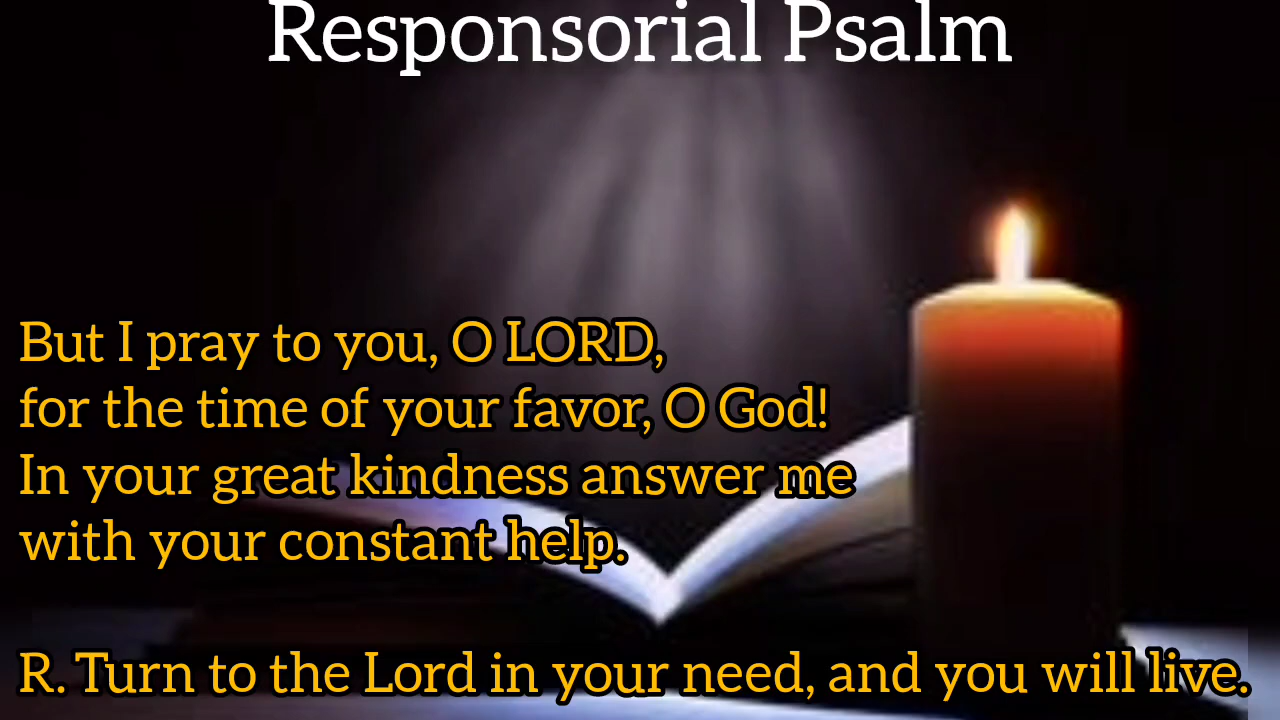 Responsorial Psalm
But I pray to you, O LORD,
for the time of your favor, O God!
In your great kindness answer me
with your constant help.
R. Turn to the Lord in your need, and you will live.